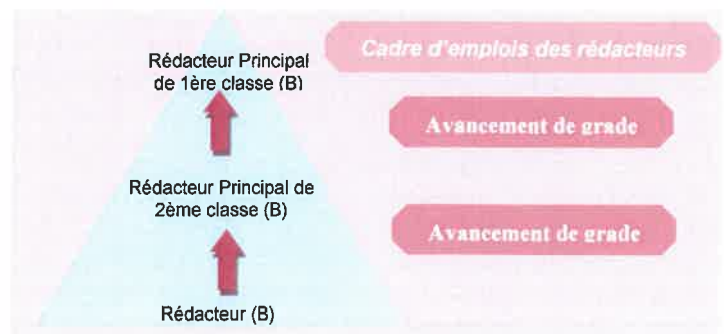 Cadre d'emplois des rédacteurs
Rédacteur Principal
de 1ère classe (B)
Avancement de grade
Rédacteur Principal de
2ème classe (B)
Avancement de grade
Rédacteur (B)